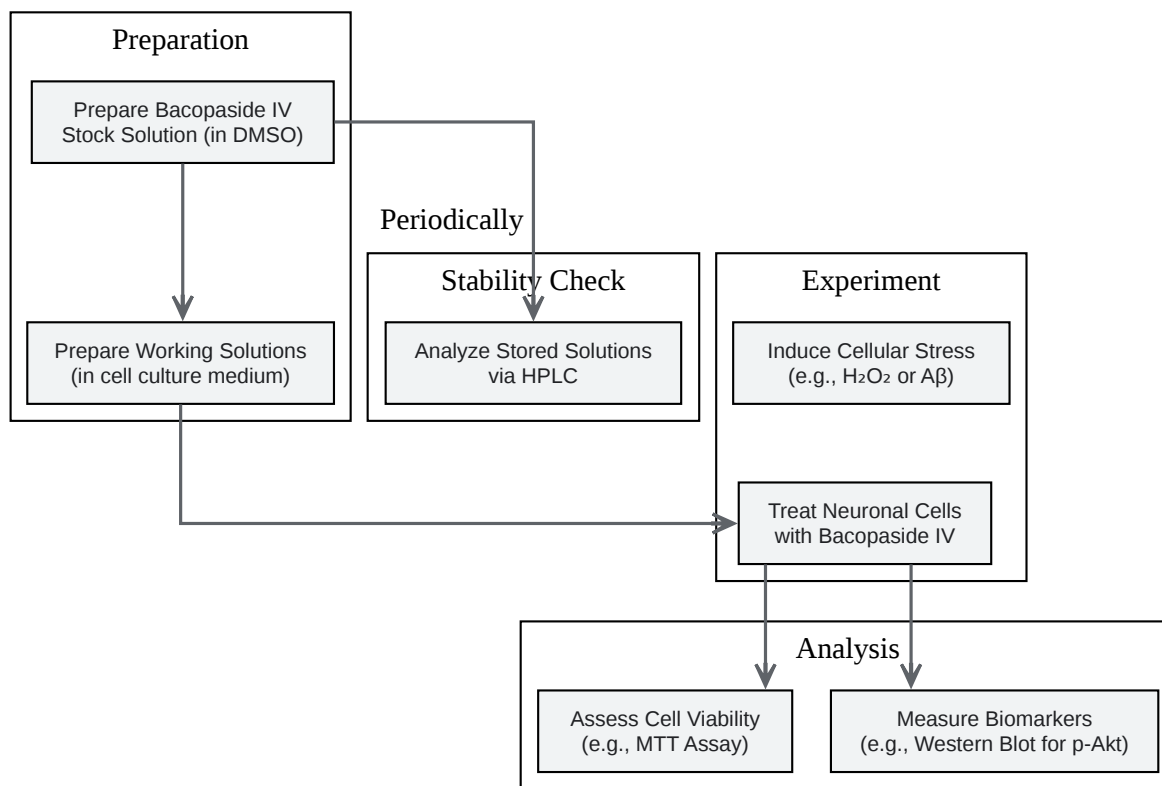 Preparation
Prepare Bacopaside IV
Stock Solution (in DMSO)
Periodically
Stability Check
Experiment
Prepare Working Solutions
(in cell culture medium)
Analyze Stored Solutions
via HPLC
Induce Cellular Stress
(e.g., H₂O₂ or Aβ)
Treat Neuronal Cells
with Bacopaside IV
Analysis
Assess Cell Viability
(e.g., MTT Assay)
Measure Biomarkers
(e.g., Western Blot for p-Akt)